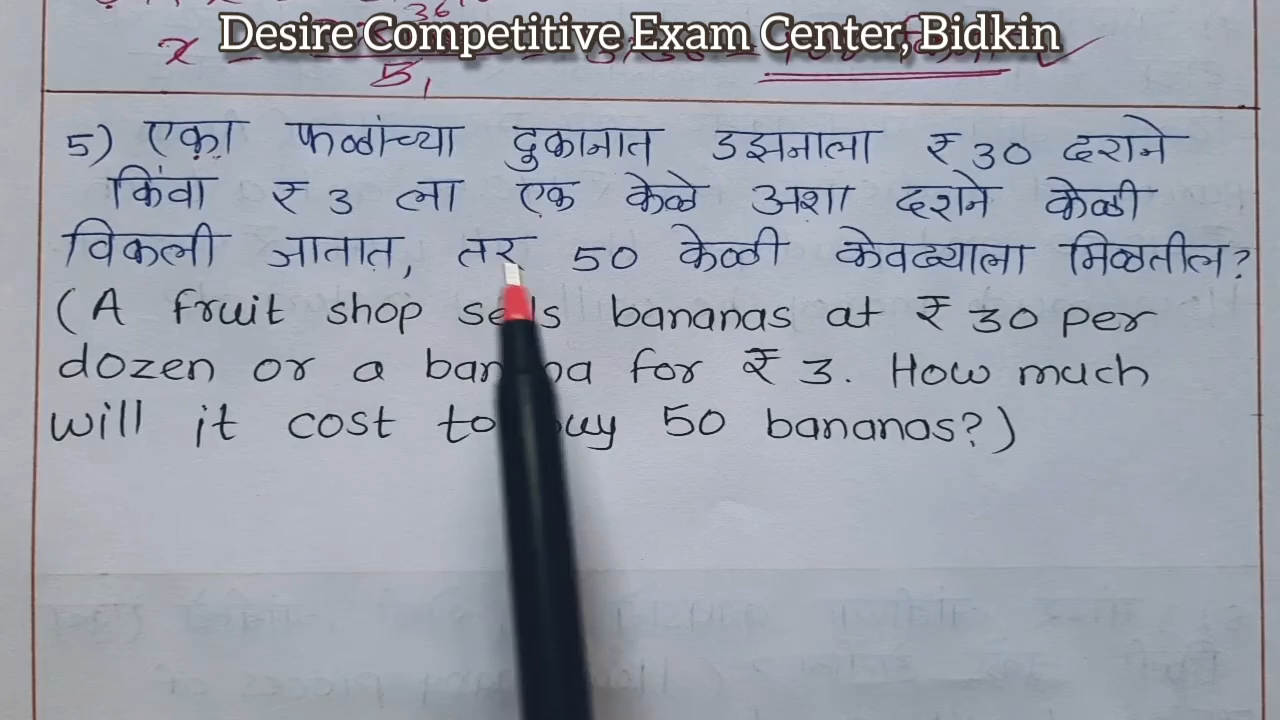 Desire Competitive Exam Center, Bidkin
5) एका फळांच्या दुकानात डझनाला ₹ 30 दराने
किंवा ₹ 3 ला एक केळे अशा दराने केळी
विकली जातात, तर 50 केळी केवढ्याला मिळतील?
(A fruit shop sells bananas at ₹ 30 per
dozen or a banana for ₹ 3. How much
will it cost to buy 50 bananas?)